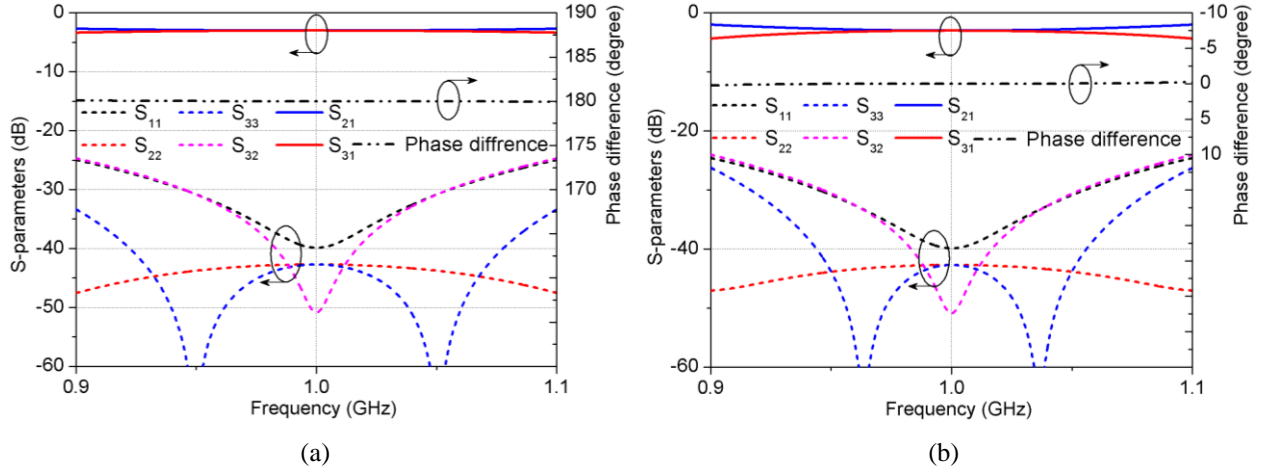 0
-10
-20
-30
-40
-50
-60
S-parameters (dB)
0.9
1.0
1.1
Frequency (GHz)
190
185
180
175
170
Phase difference (degree)
S11 S33 S21
S22 S32 S31 Phase diffrence
(a)
0
-20
-40
-60
S-parameters (dB)
0.9
1.0
1.1
Frequency (GHz)
-10
-5
0
5
10
Phase difference (degree)
S11 S33 S21
S22 S32 S31 Phase diffrence
(b)